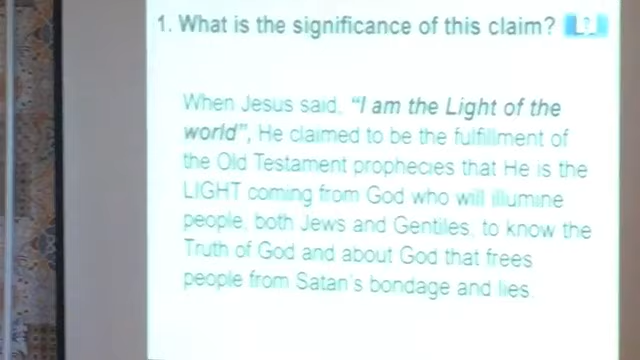 1. What is the significance of this claim?
When Jesus said, "I am the Light of the
world", He claimed to be the fulfillment of
the Old Testament prophecies that He is the
LIGHT coming from God who will illumine
people, both Jews and Gentiles, to know the
Truth of God and about God that frees
people from Satan's bondage and lies.